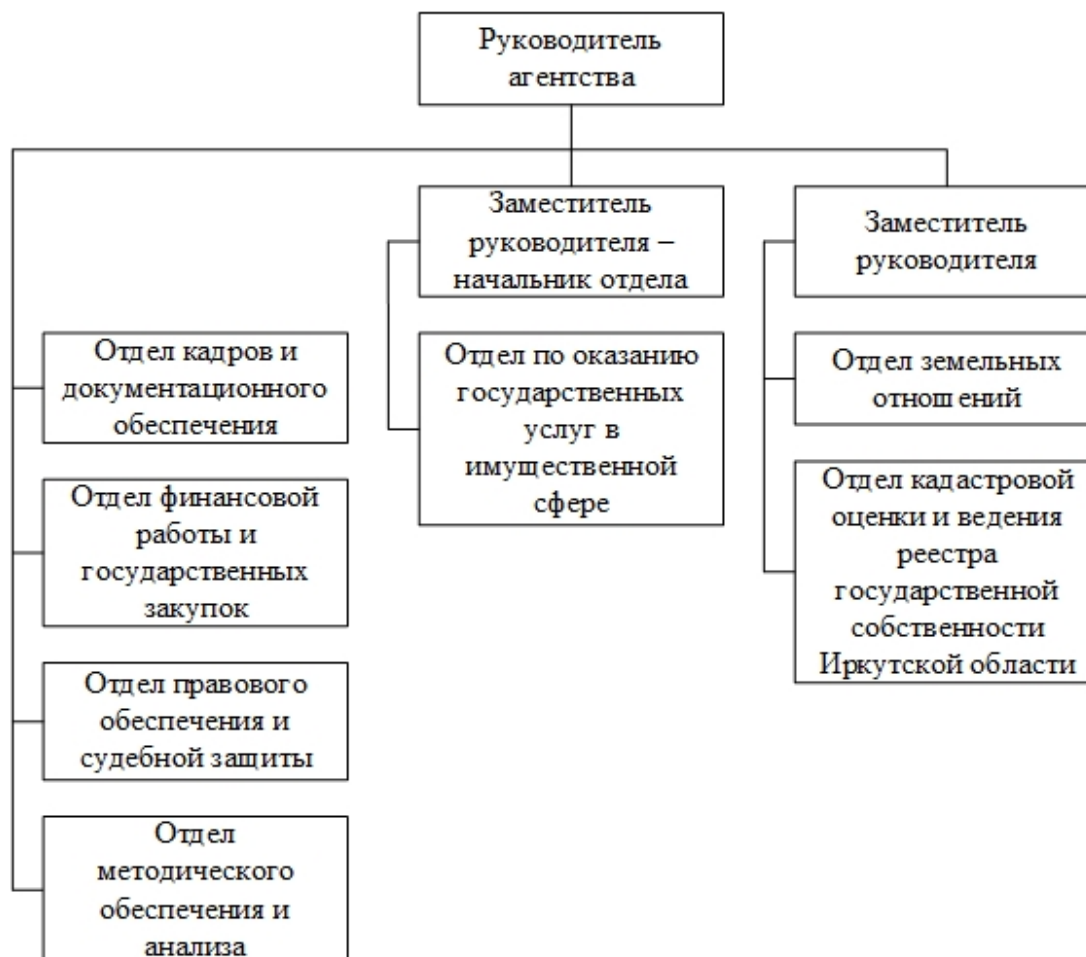 Руководитель
агентства
Заместитель
руководителя –
начальник отдела
Заместитель
руководителя
Отдел кадров и
документационного
обеспечения
Отдел по оказанию
государственных
услуг в
имущественной
сфере
Отдел земельных
отношений
Отдел финансовой
работы и
государственных
закупок
Отдел кадастровой
оценки и ведения
реестра
государственной
собственности
Иркутской области
Отдел правового
обеспечения и
судебной защиты
Отдел
методического
обеспечения и
анализа